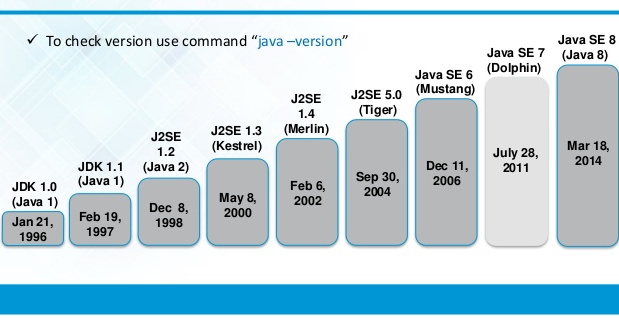 ✓ To check version use command “java –version”
JDK 1.0
(Java 1)
Jan 21,
1996
JDK 1.1
(Java 1)
Feb 19,
1997
J2SE
1.2
(Java 2)
Dec 8,
1998
J2SE 1.3
(Kestrel)
May 8,
2000
J2SE
1.4
(Merlin)
Feb 6,
2002
J2SE 5.0
(Tiger)
Sep 30,
2004
Java SE 6
(Mustang)
Dec 11,
2006
Java SE 7
(Dolphin)
July 28,
2011
Java SE 8
(Java 8)
Mar 18,
2014